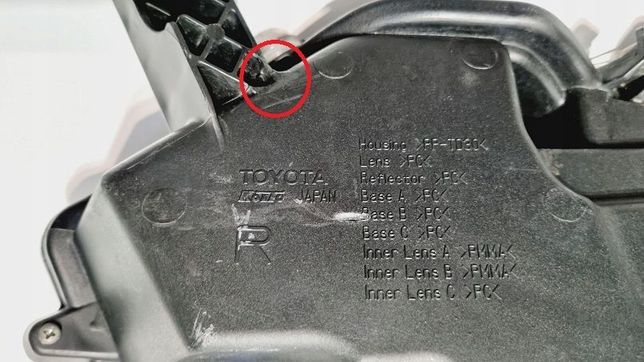 TOYOTA
KOITO JAPAN
R
Housing >PP-TD30<
Lens >PC<
Reflector >PC<
Base A >PC<
Base B >PC<
Base C >PC<
Inner Lens A >PMMA<
Inner Lens B >PMMA<
Inner Lens C >PC<